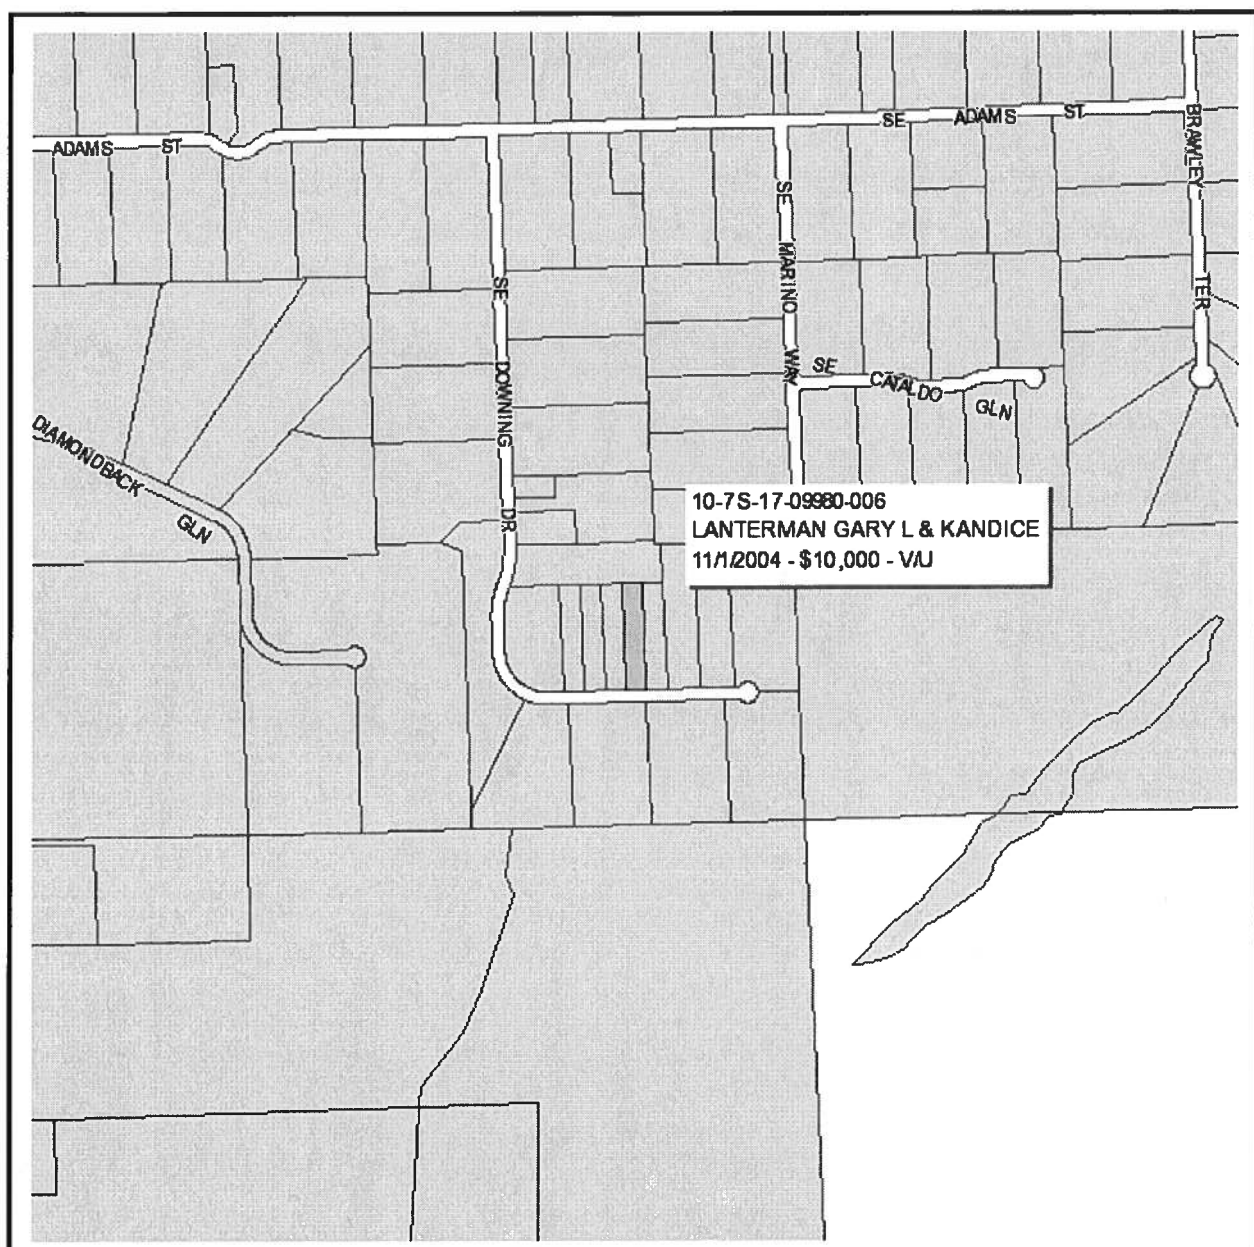 ADAMS ST
SE ADAMS ST
BRAWLEY TER
SE MARINO WAY
SE DOWNING DR
SE CATALDO GLN
DIAMONDBACK GLN
10-7S-17-09980-006
LANTERMAN GARY L & KANDICE
11/1/2004 - $10,000 - V/U